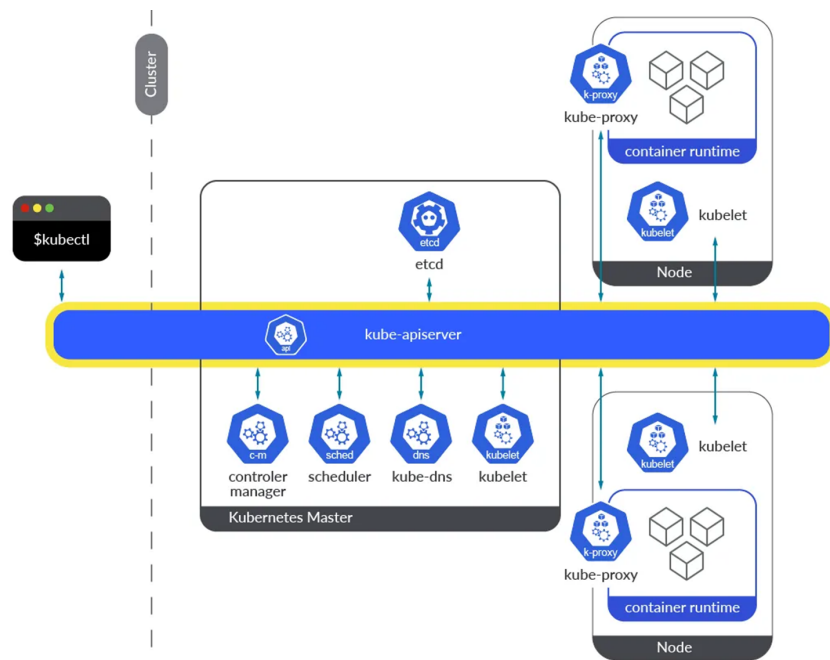 Cluster
$kubectl
etcd
etcd
api
kube-apiserver
c-m
controler
manager
sched
scheduler
dns
kube-dns
kubelet
kubelet
Kubernetes Master
k-proxy
kube-proxy
container runtime
kubelet
kubelet
Node
kubelet
kubelet
k-proxy
kube-proxy
container runtime
Node